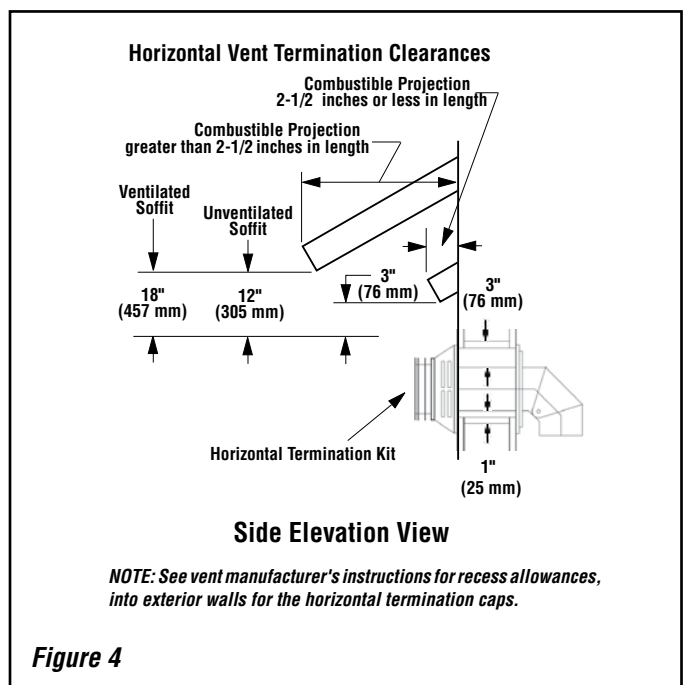 Horizontal Vent Termination Clearances
Combustible Projection
2-1/2 inches or less in length
Combustible Projection
greater than 2-1/2 inches in length
Ventilated
Soffit
Unventilated
Soffit
18"
(457 mm)
12"
(305 mm)
3"
(76 mm)
3"
(76 mm)
Horizontal Termination Kit
1"
(25 mm)
Side Elevation View
NOTE: See vent manufacturer's instructions for recess allowances,
into exterior walls for the horizontal termination caps.
Figure 4